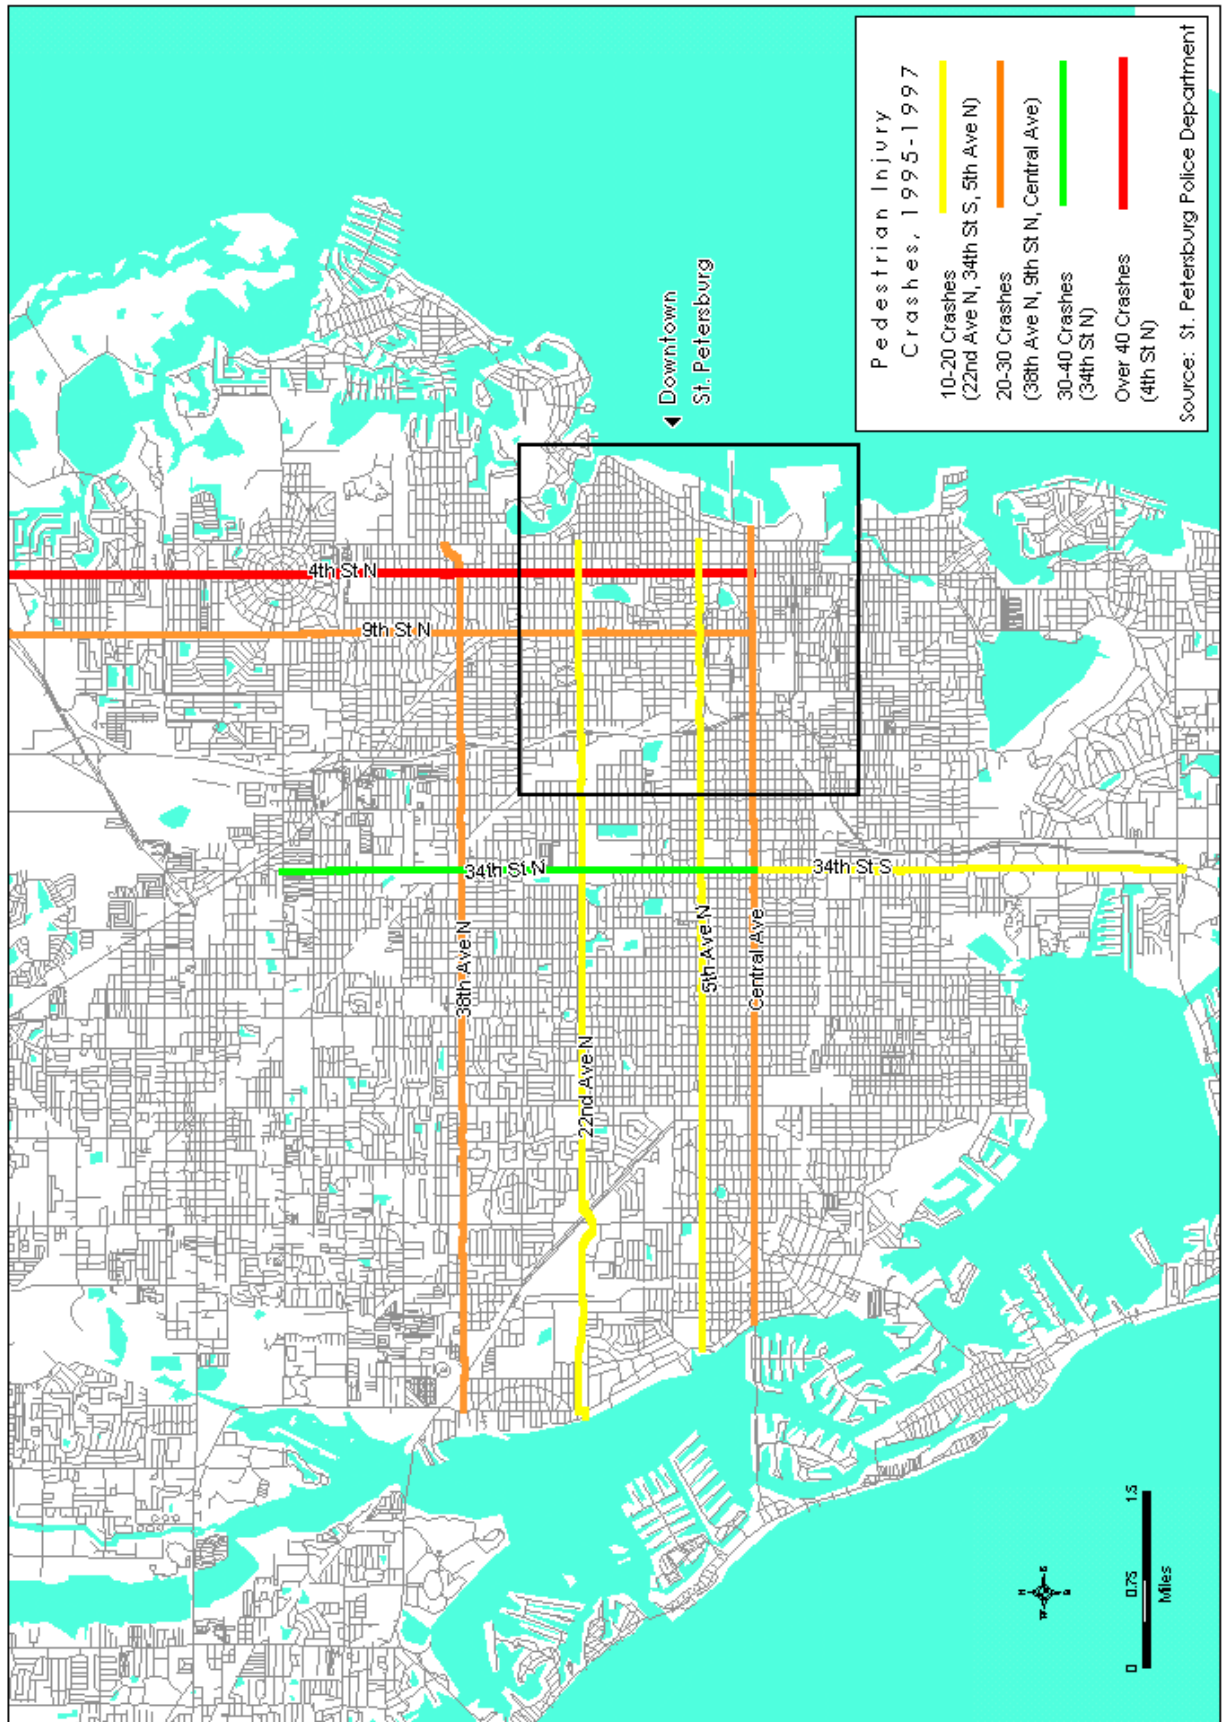 Pedestrian Injury
Crashes, 1995-1997
10-20 Crashes
(22nd Ave N, 34th St S, 5th Ave N)
20-30 Crashes
(38th Ave N, 9th St N, Central Ave)
30-40 Crashes
(34th St N)
Over 40 Crashes
(4th St N)
Source: St. Petersburg Police Department
Downtown
St. Petersburg
4th St N
9th St N
34th St N
34th St S
38th Ave N
22nd Ave N
5th Ave N
Central Ave
N
W
E
S
0
0.75
1.5
Miles